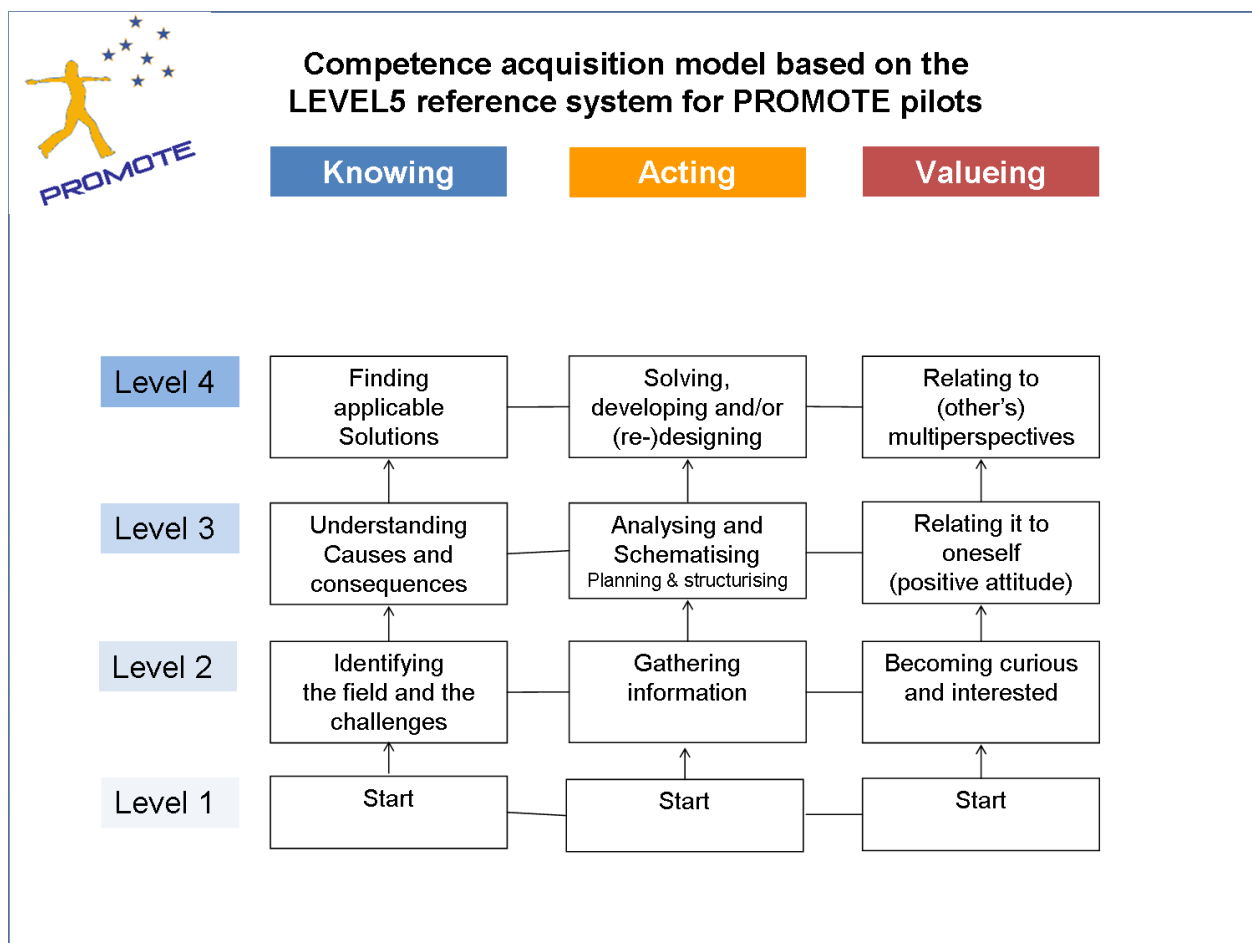 PROMOTE
Competence acquisition model based on the
LEVEL5 reference system for PROMOTE pilots
Knowing
Acting
Valueing
Level 4
Finding
applicable
Solutions
Solving,
developing and/or
(re-)designing
Relating to
(other's)
multiperspectives
Level 3
Understanding
Causes and
consequences
Analysing and
Schematising
Planning & structurising
Relating it to
oneself
(positive attitude)
Level 2
Identifying
the field and the
challenges
Gathering
information
Becoming curious
and interested
Level 1
Start
Start
Start